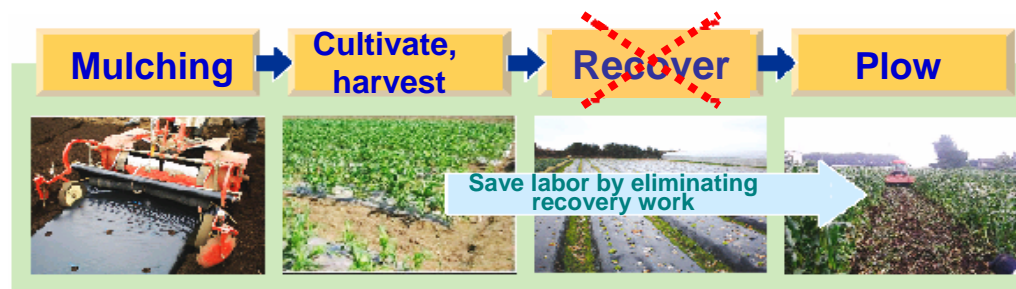 Mulching
Cultivate,
harvest
Recover
Plow
Save labor by eliminating
recovery work